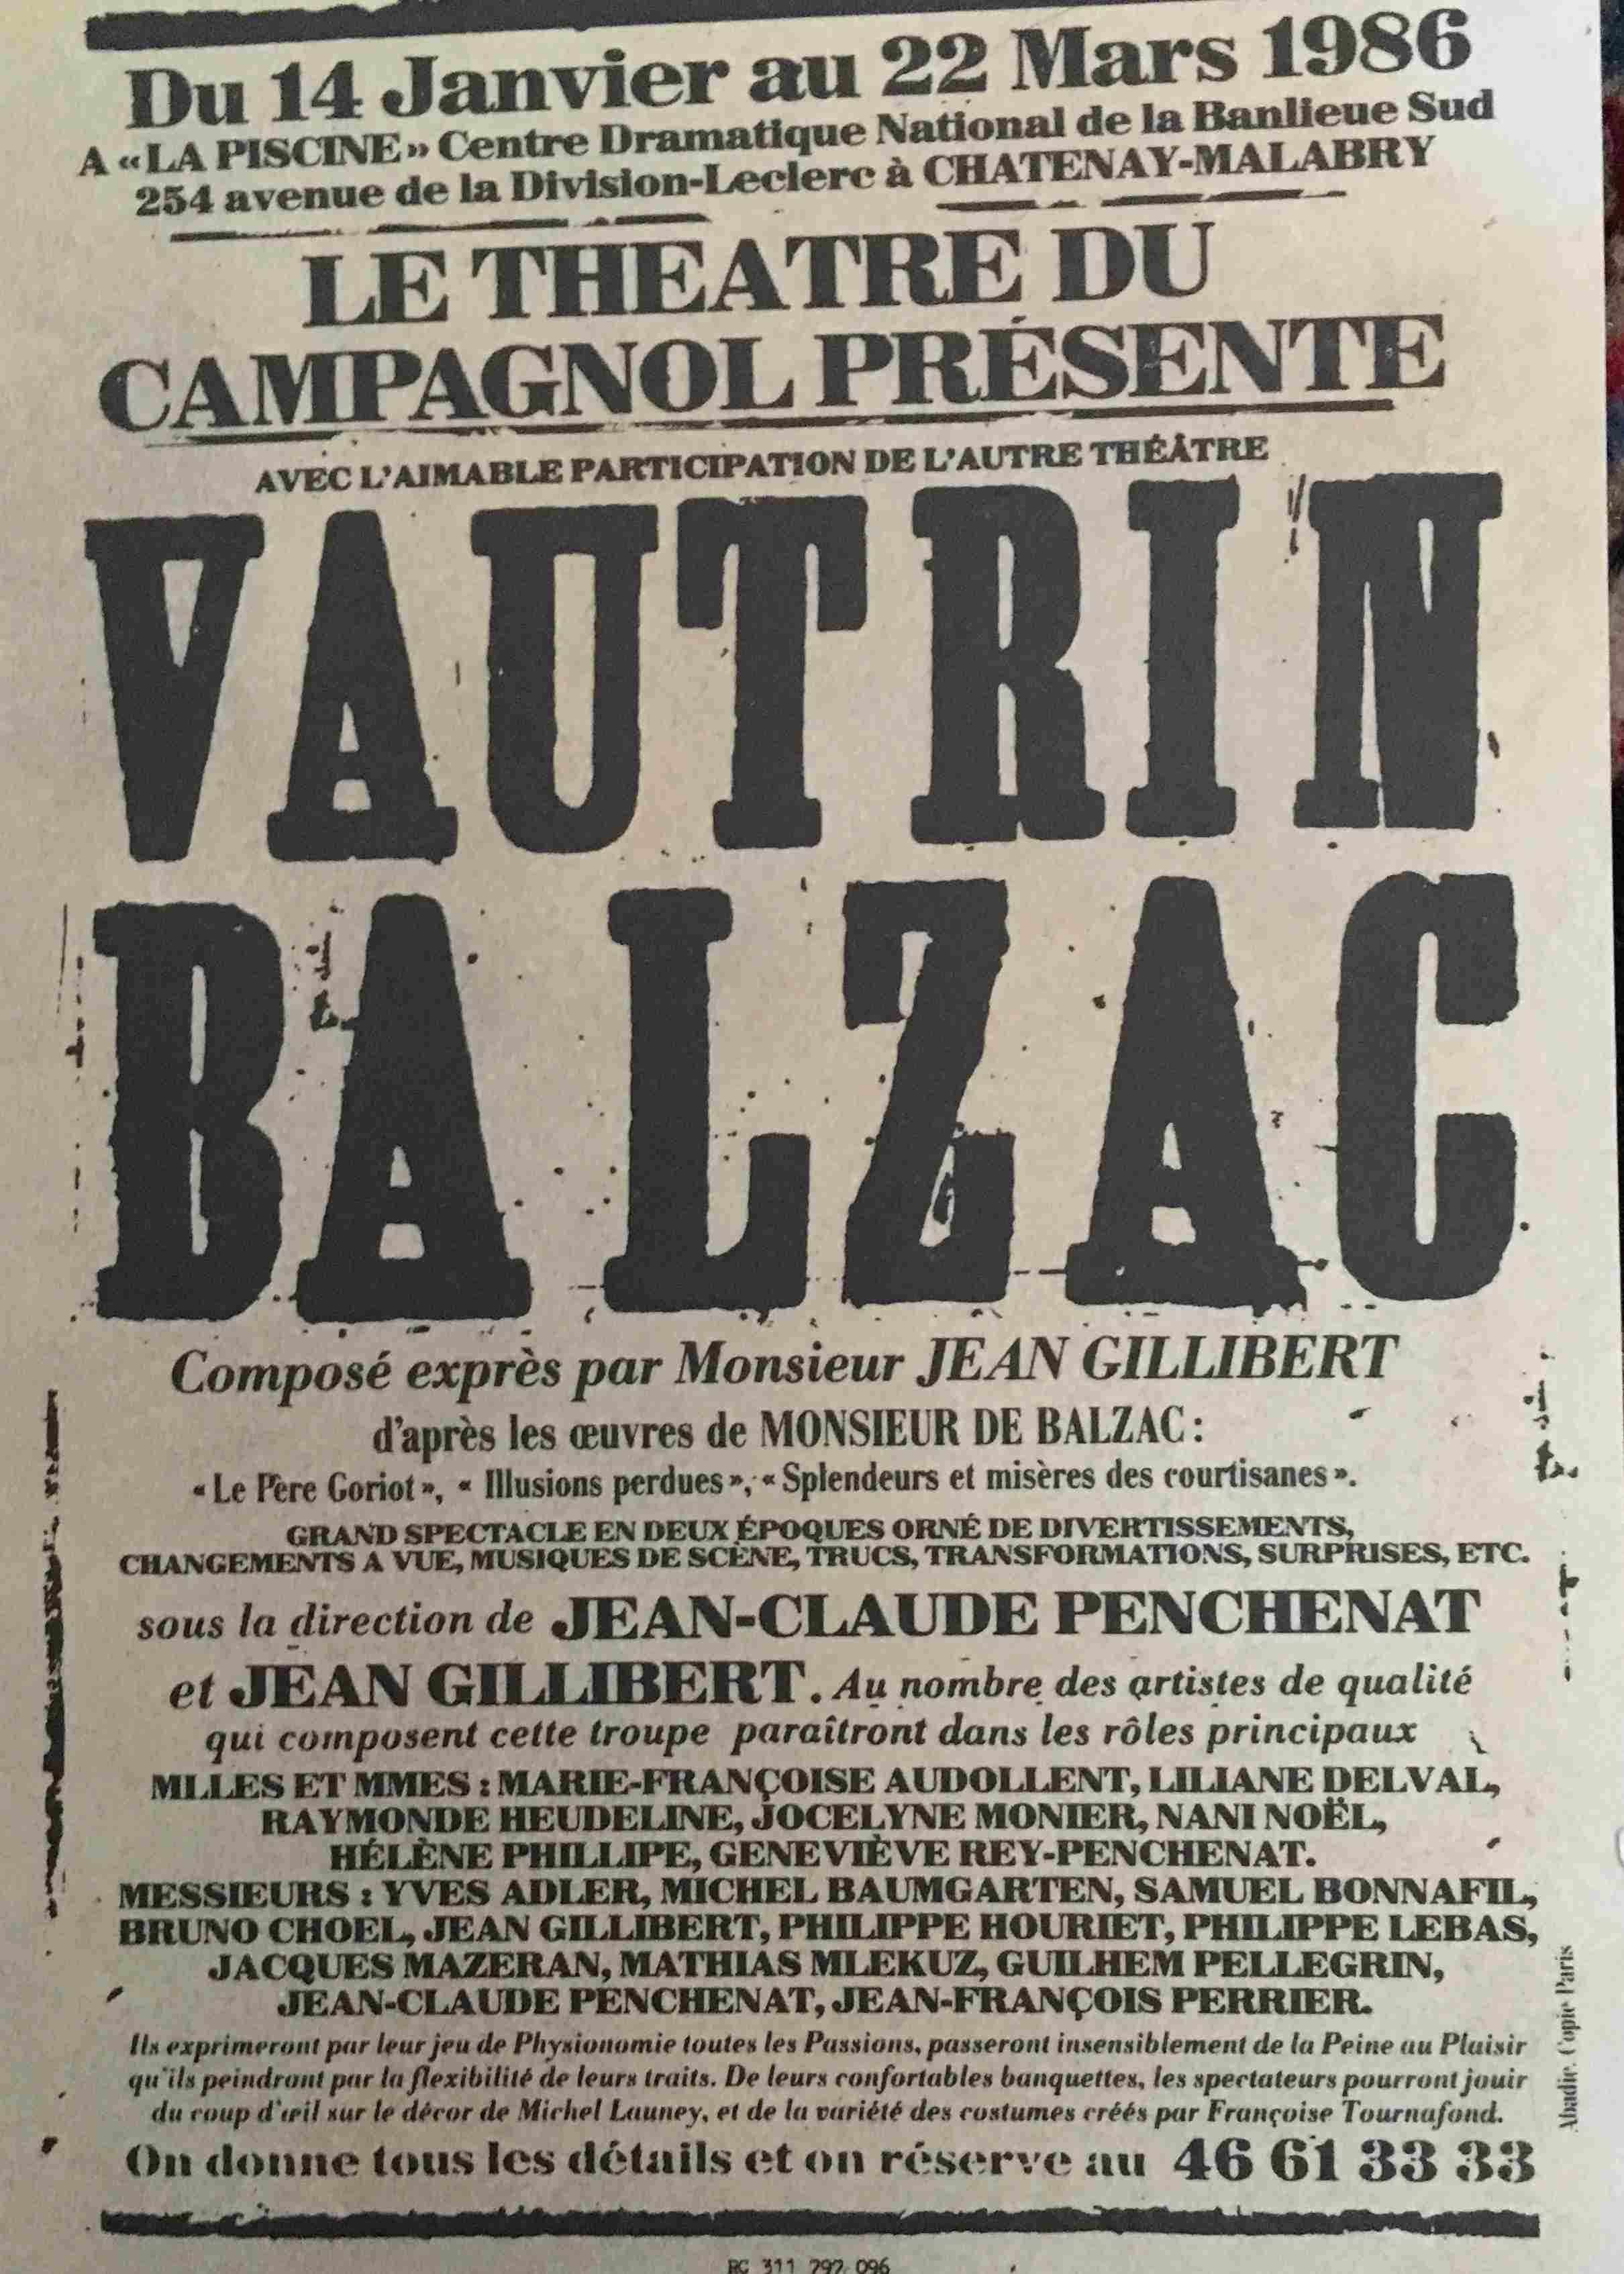 Du 14 Janvier au 22 Mars 1986
A «LA PISCINE» Centre Dramatique National de la Banlieue Sud
254 avenue de la Division-Leclerc à CHATENAY-MALABRY
LE THEATRE DU
CAMPAGNOL PRÉSENTE
AVEC L'AIMABLE PARTICIPATION DE L'AUTRE THÉÂTRE
VAUTRIN
BALZAC
Composé exprès par Monsieur JEAN GILLIBERT
d'après les œuvres de MONSIEUR DE BALZAC :
«Le Père Goriot», « Illusions perdues», «Splendeurs et misères des courtisanes».
GRAND SPECTACLE EN DEUX ÉPOQUES ORNÉ DE DIVERTISSEMENTS,
CHANGEMENTS A VUE, MUSIQUES DE SCÈNE, TRUCS, TRANSFORMATIONS, SURPRISES, ETC.
sous la direction de JEAN-CLAUDE PENCHENAT
et JEAN GILLIBERT. Au nombre des artistes de qualité
qui composent cette troupe paraîtront dans les rôles principaux
MLLES ET MMES : MARIE-FRANÇOISE AUDOLLENT, LILIANE DELVAL,
RAYMONDE HEUDELINE, JOCELYNE MONIER, NANI NOËL,
HÉLÈNE PHILLIPE, GENEVIÈVE REY-PENCHENAT.
MESSIEURS : YVES ADLER, MICHEL BAUMGARTEN, SAMUEL BONNAFIL,
BRUNO CHOEL, JEAN GILLIBERT, PHILIPPE HOURIET, PHILIPPE LEBAS,
JACQUES MAZERAN, MATHIAS MLEKUZ, GUILHEM PELLEGRIN,
JEAN-CLAUDE PENCHENAT, JEAN-FRANÇOIS PERRIER.
Ils exprimeront par leur jeu de Physionomie toutes les Passions, passeront insensiblement de la Peine au Plaisir
qu'ils peindront par la flexibilité de leurs traits. De leurs confortables banquettes, les spectateurs pourront jouir
du coup d'œil sur le décor de Michel Launey, et de la variété des costumes créés par Françoise Tournafond.
On donne tous les détails et on réserve au 46 61 33 33
Abadie. Copie Paris
RC 311 792 096